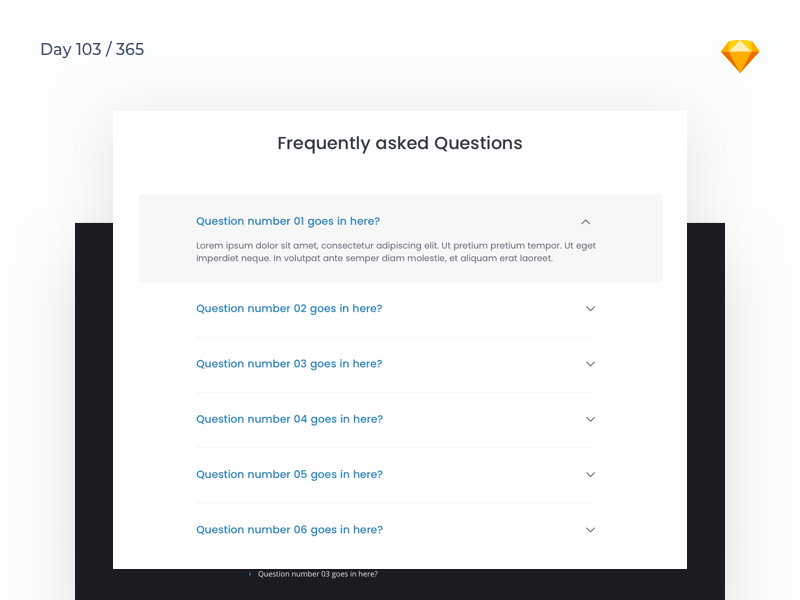 Day 103 / 365
Frequently asked Questions
Question number 01 goes in here?
Lorem ipsum dolor sit amet, consectetur adipiscing elit. Ut pretium pretium tempor. Ut eget
imperdiet neque. In volutpat ante semper diam molestie, et aliquam erat laoreet.
Question number 02 goes in here?
Question number 03 goes in here?
Question number 04 goes in here?
Question number 05 goes in here?
Question number 06 goes in here?
Question number 03 goes in here?